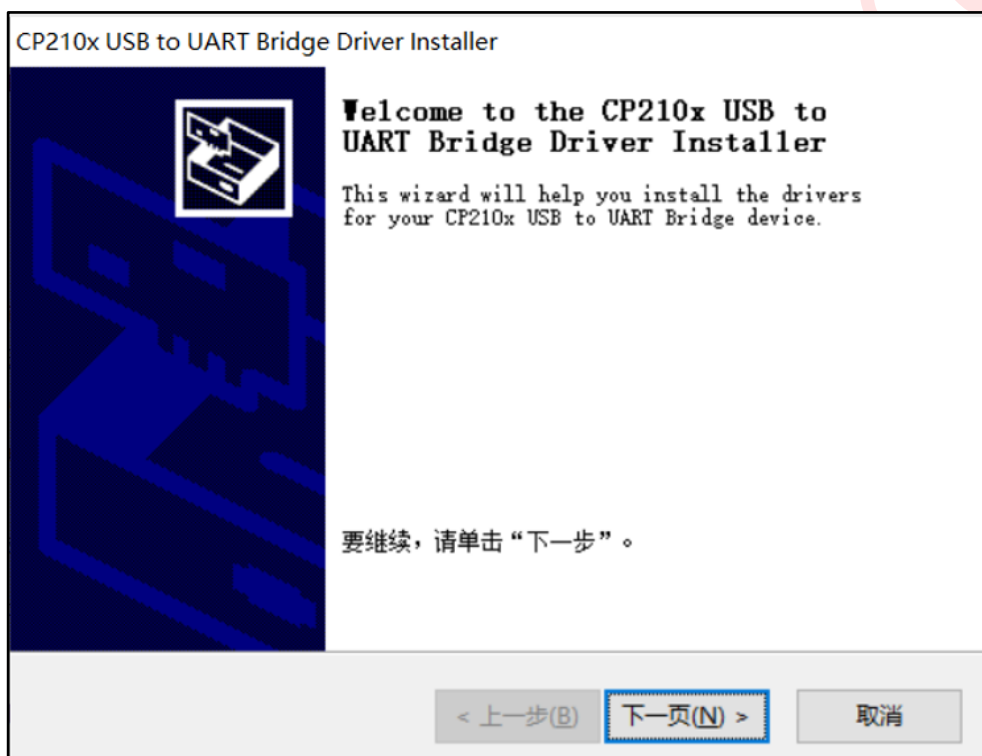 CP210x USB to UART Bridge Driver Installer
Welcome to the CP210x USB to
UART Bridge Driver Installer
This wizard will help you install the drivers
for your CP210x USB to UART Bridge device.
要继续，请单击“下一步”。
< 上一步(B)
下一页(N) >
取消